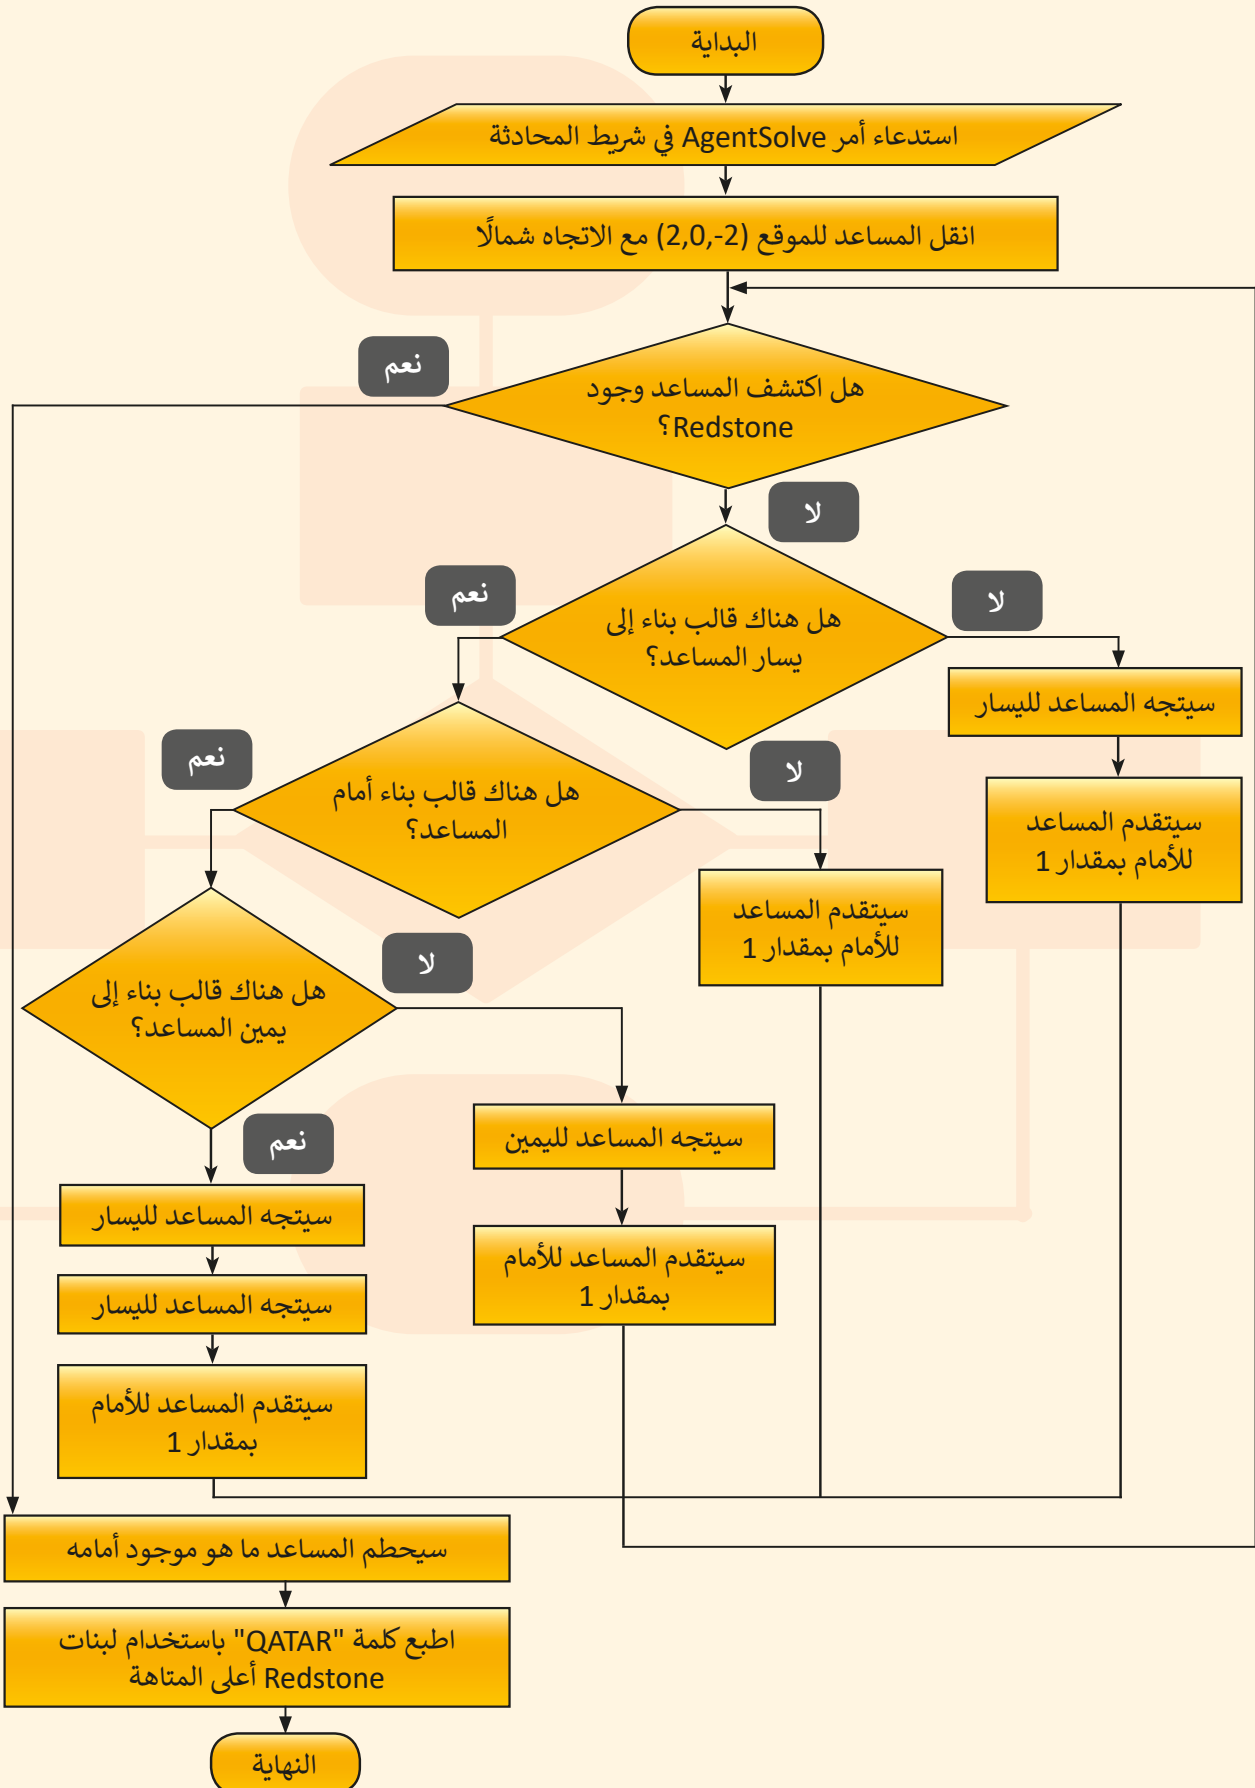 البداية
استدعاء أمر AgentSolve في شريط المحادثة
انقل المساعد للموقع (2,0,-2) مع الاتجاه شمالًا
نعم
هل اكتشف المساعد وجود
Redstone؟
لا
نعم
هل هناك قالب بناء إلى
يسار المساعد؟
لا
سيتجه المساعد لليسار
سيتقدم المساعد
للأمام بمقدار 1
نعم
هل هناك قالب بناء أمام
المساعد؟
لا
سيتقدم المساعد
للأمام بمقدار 1
هل هناك قالب بناء إلى
يمين المساعد؟
لا
سيتجه المساعد لليمين
سيتقدم المساعد للأمام
بمقدار 1
نعم
سيتجه المساعد لليسار
سيتجه المساعد لليسار
سيتقدم المساعد للأمام
بمقدار 1
سيحطم المساعد ما هو موجود أمامه
اطبع كلمة "QATAR" باستخدام لبنات
Redstone أعلى المتاهة
النهاية